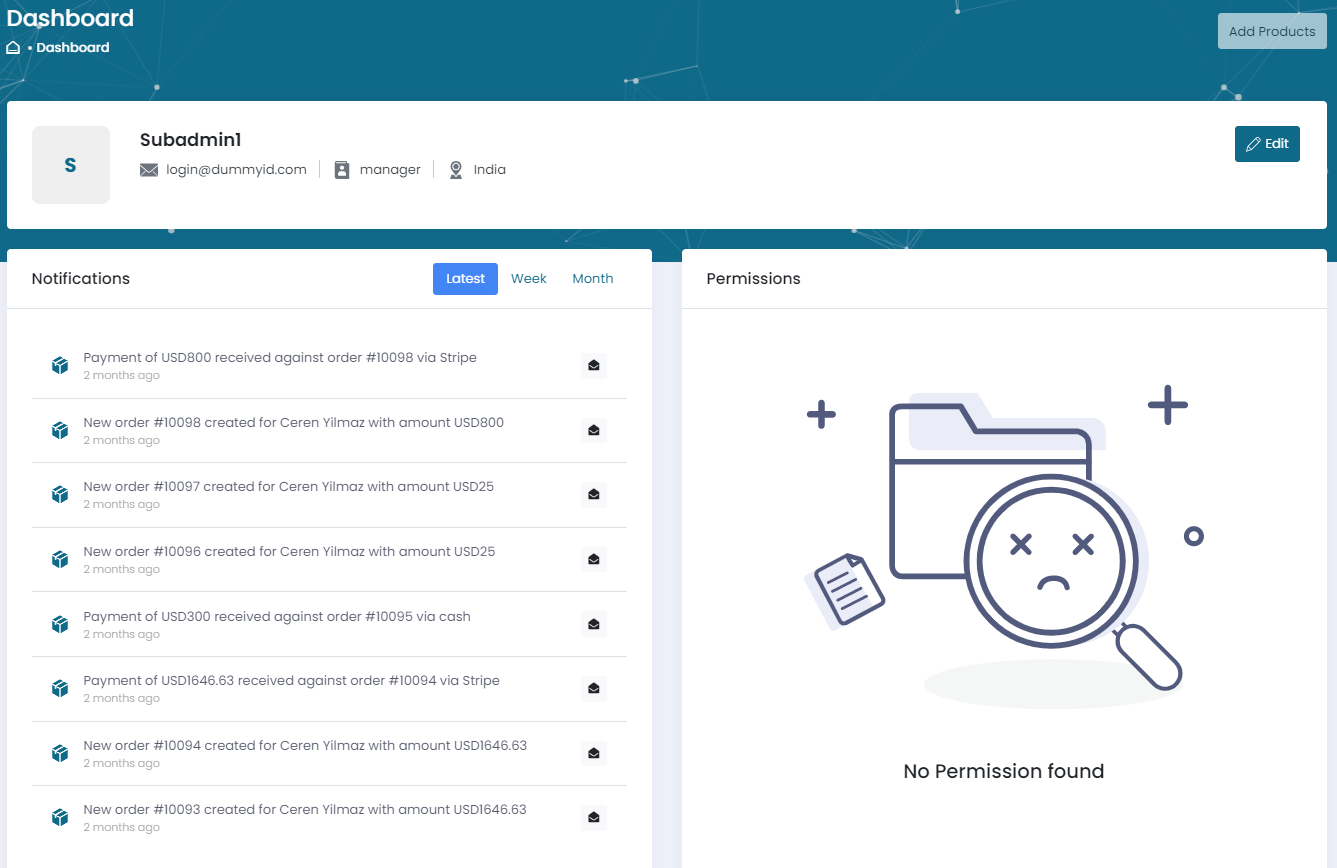 Dashboard
• Dashboard
Add Products
S
Subadmin1
login@dummyid.com
manager
India
Edit
Notifications
Latest
Week
Month
Payment of USD800 received against order #10098 via Stripe
2 months ago
New order #10098 created for Ceren Yilmaz with amount USD800
2 months ago
New order #10097 created for Ceren Yilmaz with amount USD25
2 months ago
New order #10096 created for Ceren Yilmaz with amount USD25
2 months ago
Payment of USD300 received against order #10095 via cash
2 months ago
Payment of USD1646.63 received against order #10094 via Stripe
2 months ago
New order #10094 created for Ceren Yilmaz with amount USD1646.63
2 months ago
New order #10093 created for Ceren Yilmaz with amount USD1646.63
2 months ago
Permissions
No Permission found